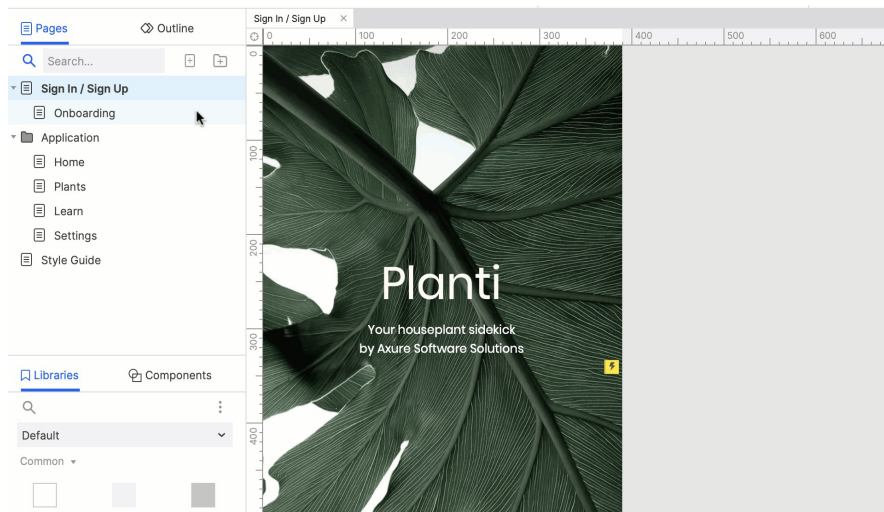 Pages
Outline
Sign In / Sign Up
0
100
200
300
400
500
600
Search...
Sign In / Sign Up
Onboarding
Application
Home
Plants
Learn
Settings
Style Guide
0
100
200
300
400
Planti
Your houseplant sidekick
by Axure Software Solutions
Libraries
Components
Default
Common